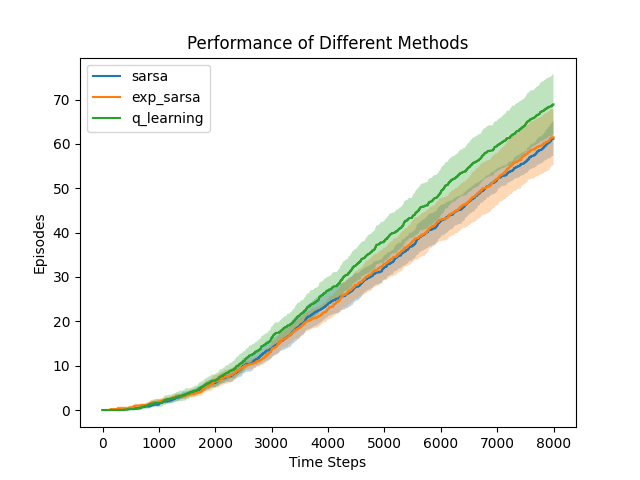 Performance of Different Methods
sarsa
exp_sarsa
q_learning
Episodes
70
60
50
40
30
20
10
0
0 1000 2000 3000 4000 5000 6000 7000 8000
Time Steps